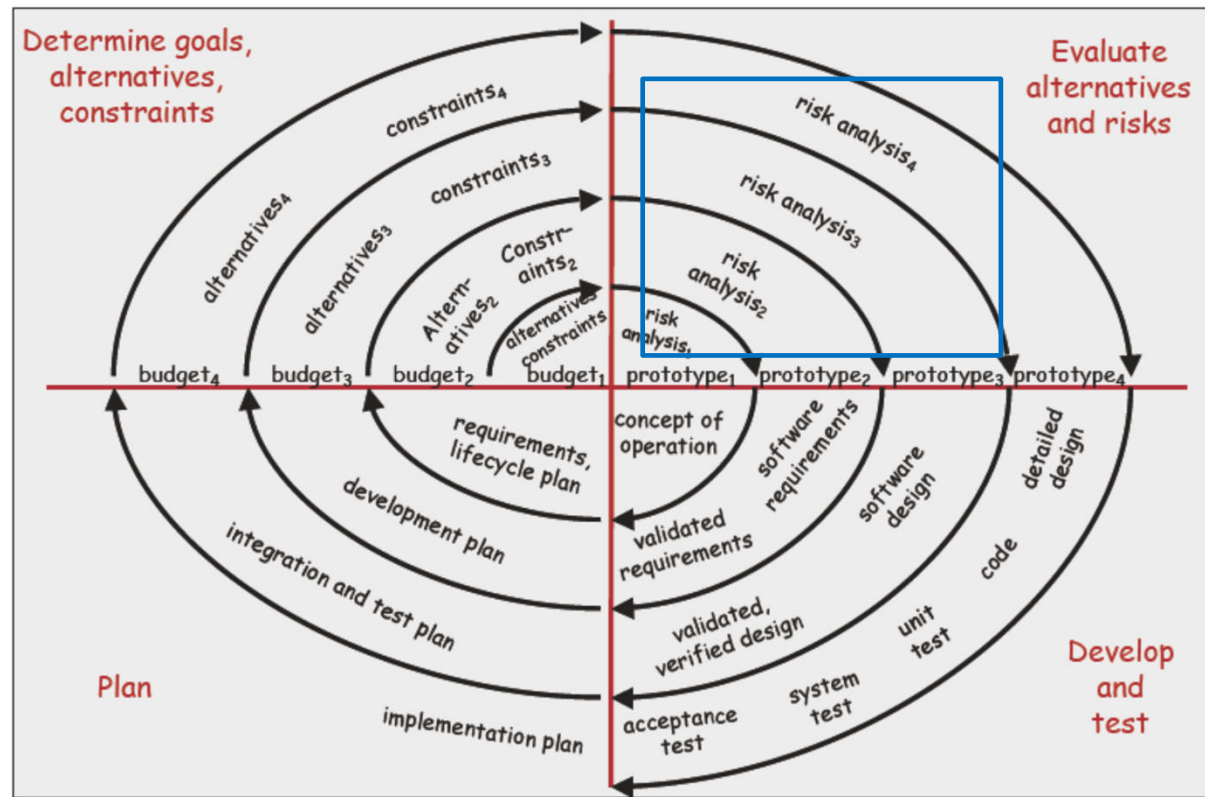 Determine goals,
alternatives,
constraints
Evaluate
alternatives
and risks
constraints₄
alternatives₄
constraints₃
alternatives₃
Constr-
aints₂
Altern-
atives₂
alternatives
constraints
risk analysis₄
risk analysis₃
risk
analysis₂
risk
analysis₁
budget₄
budget₃
budget₂
budget₁
prototype₁
prototype₂
prototype₃
prototype₄
requirements,
lifecycle plan
development plan
integration and test plan
implementation plan
concept of
operation
software
requirements
validated
requirements
software
design
validated,
verified design
detailed
design
code
unit
test
system
test
acceptance
test
Plan
Develop
and
test